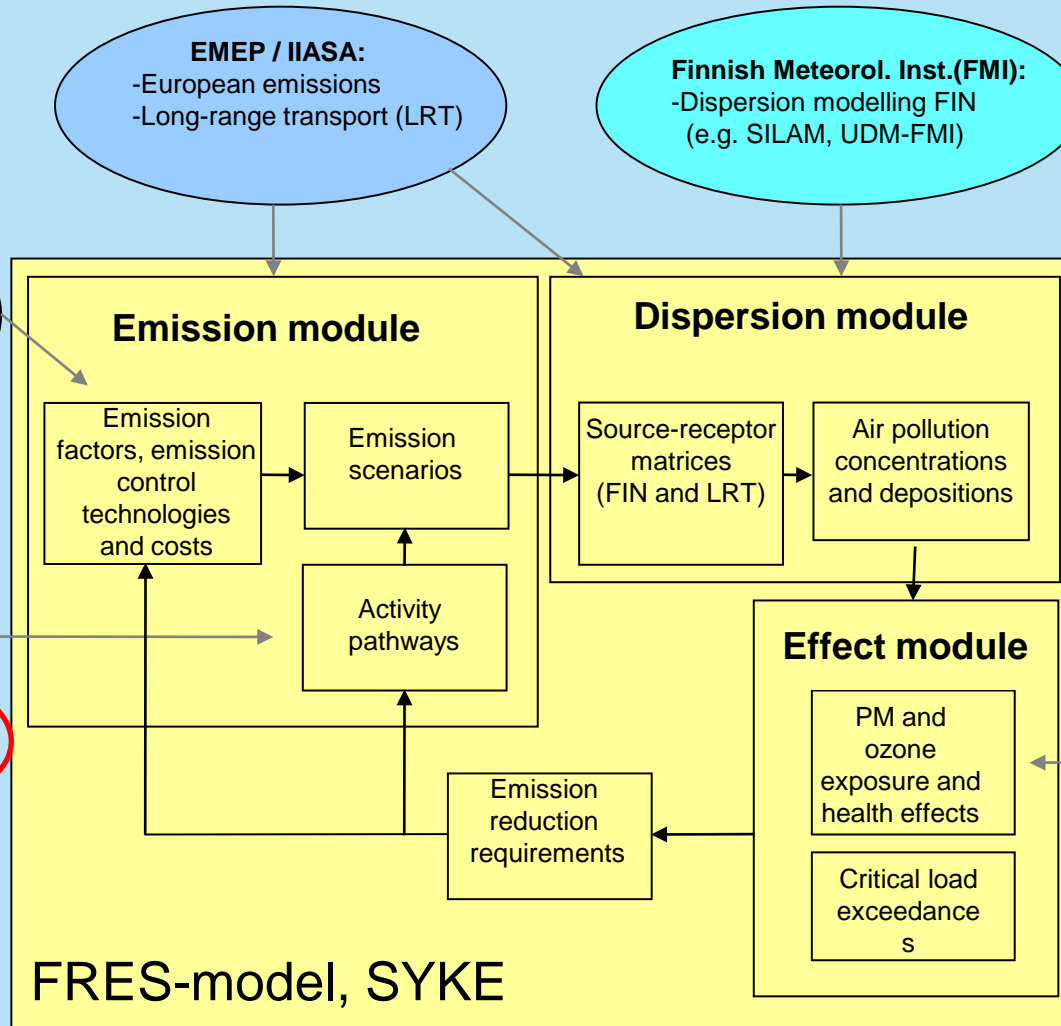 EMEP / IIASA:
-European emissions
-Long-range transport (LRT)
Finnish Meteorol. Inst.(FMI):
-Dispersion modelling FIN
(e.g. SILAM, UDM-FMI)
Emission module
Emission
factors, emission
control
technologies
and costs
Emission
scenarios
Activity
pathways
Dispersion module
Source-receptor
matrices
(FIN and LRT)
Air pollution
concentrations
and depositions
Effect module
PM and
ozone
exposure and
health effects
Critical load
exceedance
s
Emission
reduction
requirements
FRES-model, SYKE